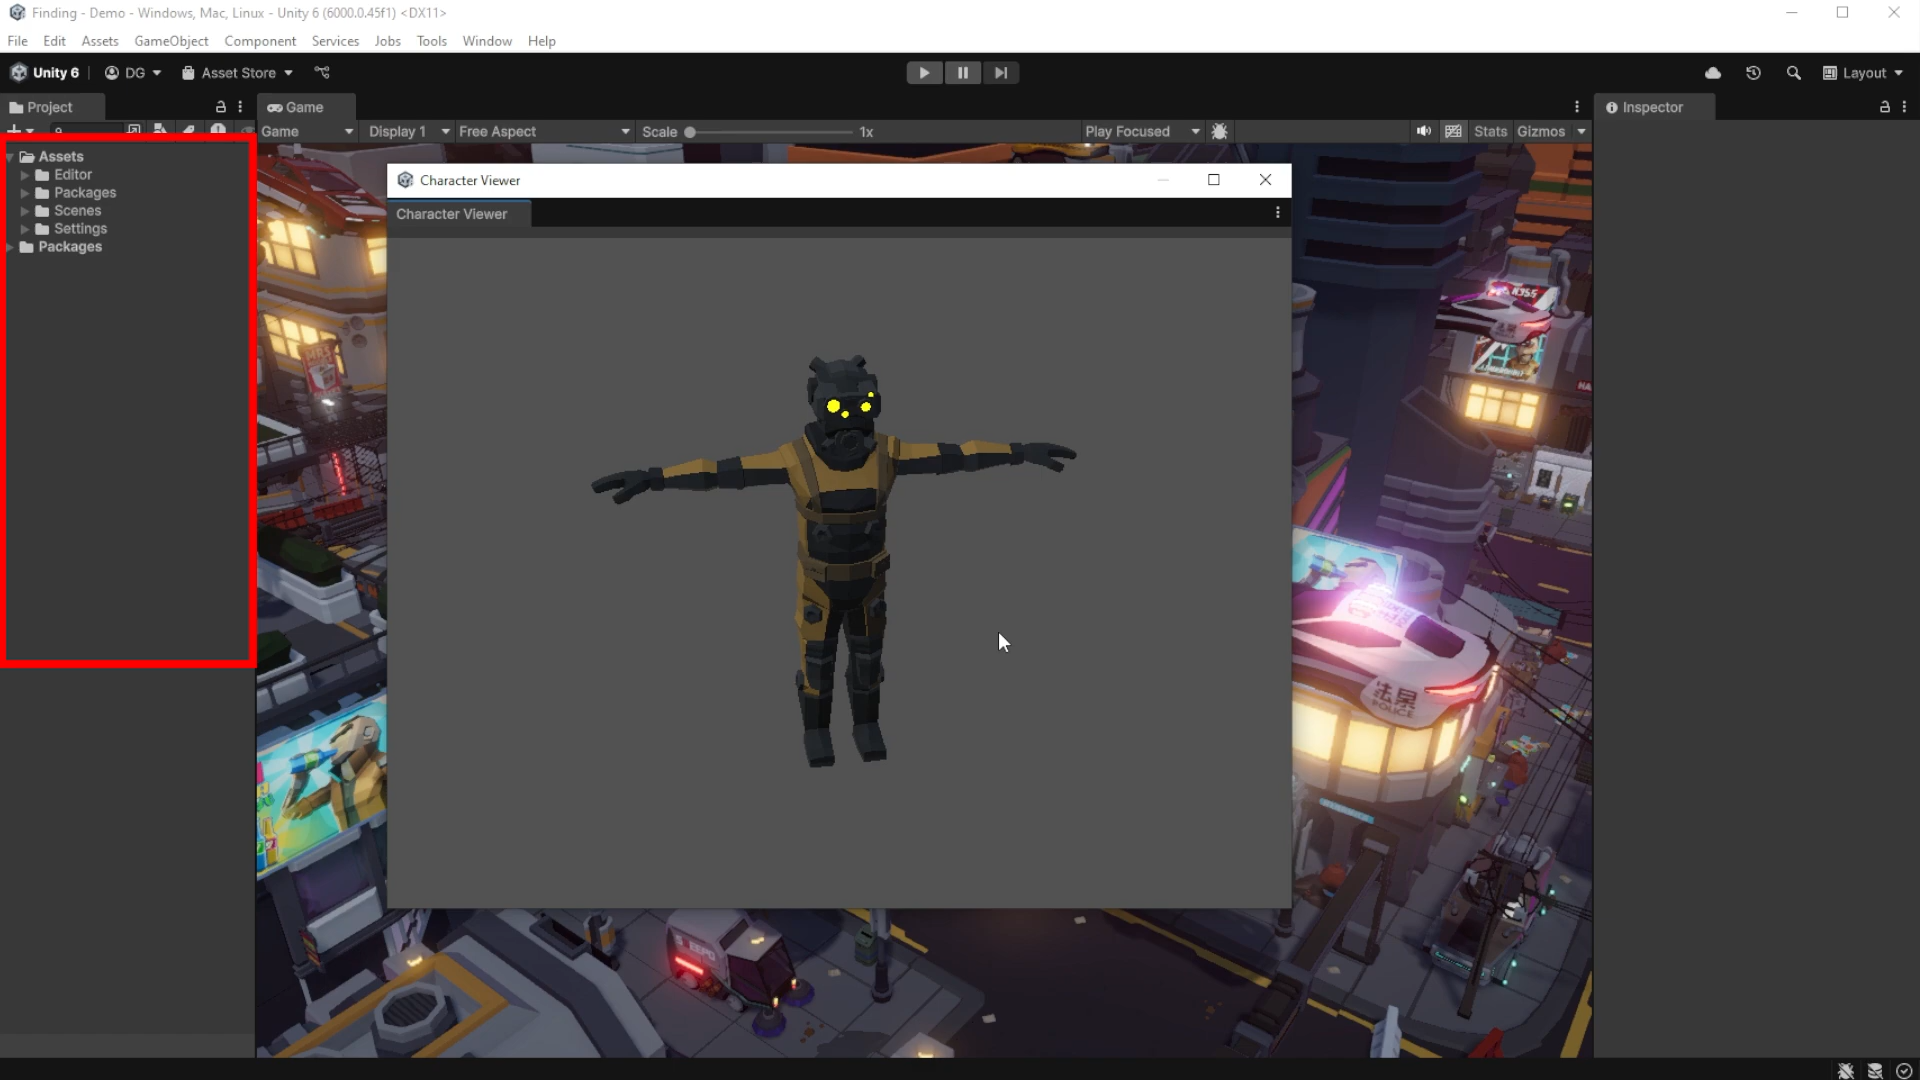 Finding - Demo - Windows, Mac, Linux - Unity 6 (6000.0.45f1) <DX11>
File Edit Assets GameObject Component Services Jobs Tools Window Help
Unity 6 DG Asset Store Layout
Project Game Inspector
Game Display 1 Free Aspect Scale 1x Play Focused Stats Gizmos
Assets
Editor
Packages
Scenes
Settings
Packages
Character Viewer
Character Viewer
POLICE